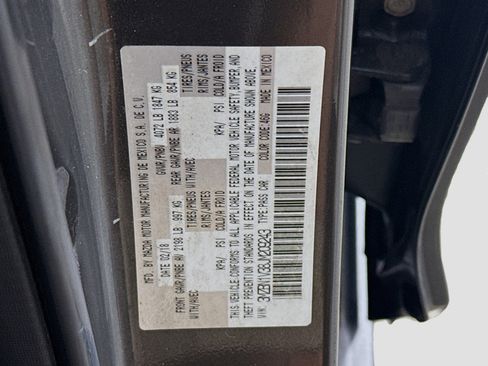 MFD. BY MAZDA MOTOR MANUFACTURING DE MEXICO S.A. DE C.V.
DATE 02/18 GVWR/PNBV 4072 LB 1847 KG
FRONT GAWR/PNBE AV 2198 LB 997 KG REAR GAWR/PNBE AR 1883 LB 854 KG
WITH/AVEC TIRES/PNEUS WITH/AVEC TIRES/PNEUS
RIMS/JANTES RIMS/JANTES
KPA/ PSI COLD/A FROID KPA/ PSI COLD/A FROID
THIS VEHICLE CONFORMS TO ALL APPLICABLE FEDERAL MOTOR VEHICLE SAFETY, BUMPER, AND
THEFT PREVENTION STANDARDS IN EFFECT ON THE DATE OF MANUFACTURE SHOWN ABOVE.
VIN: TYPE:PASS CAR COLOR CODE:46G MADE IN MEXICO